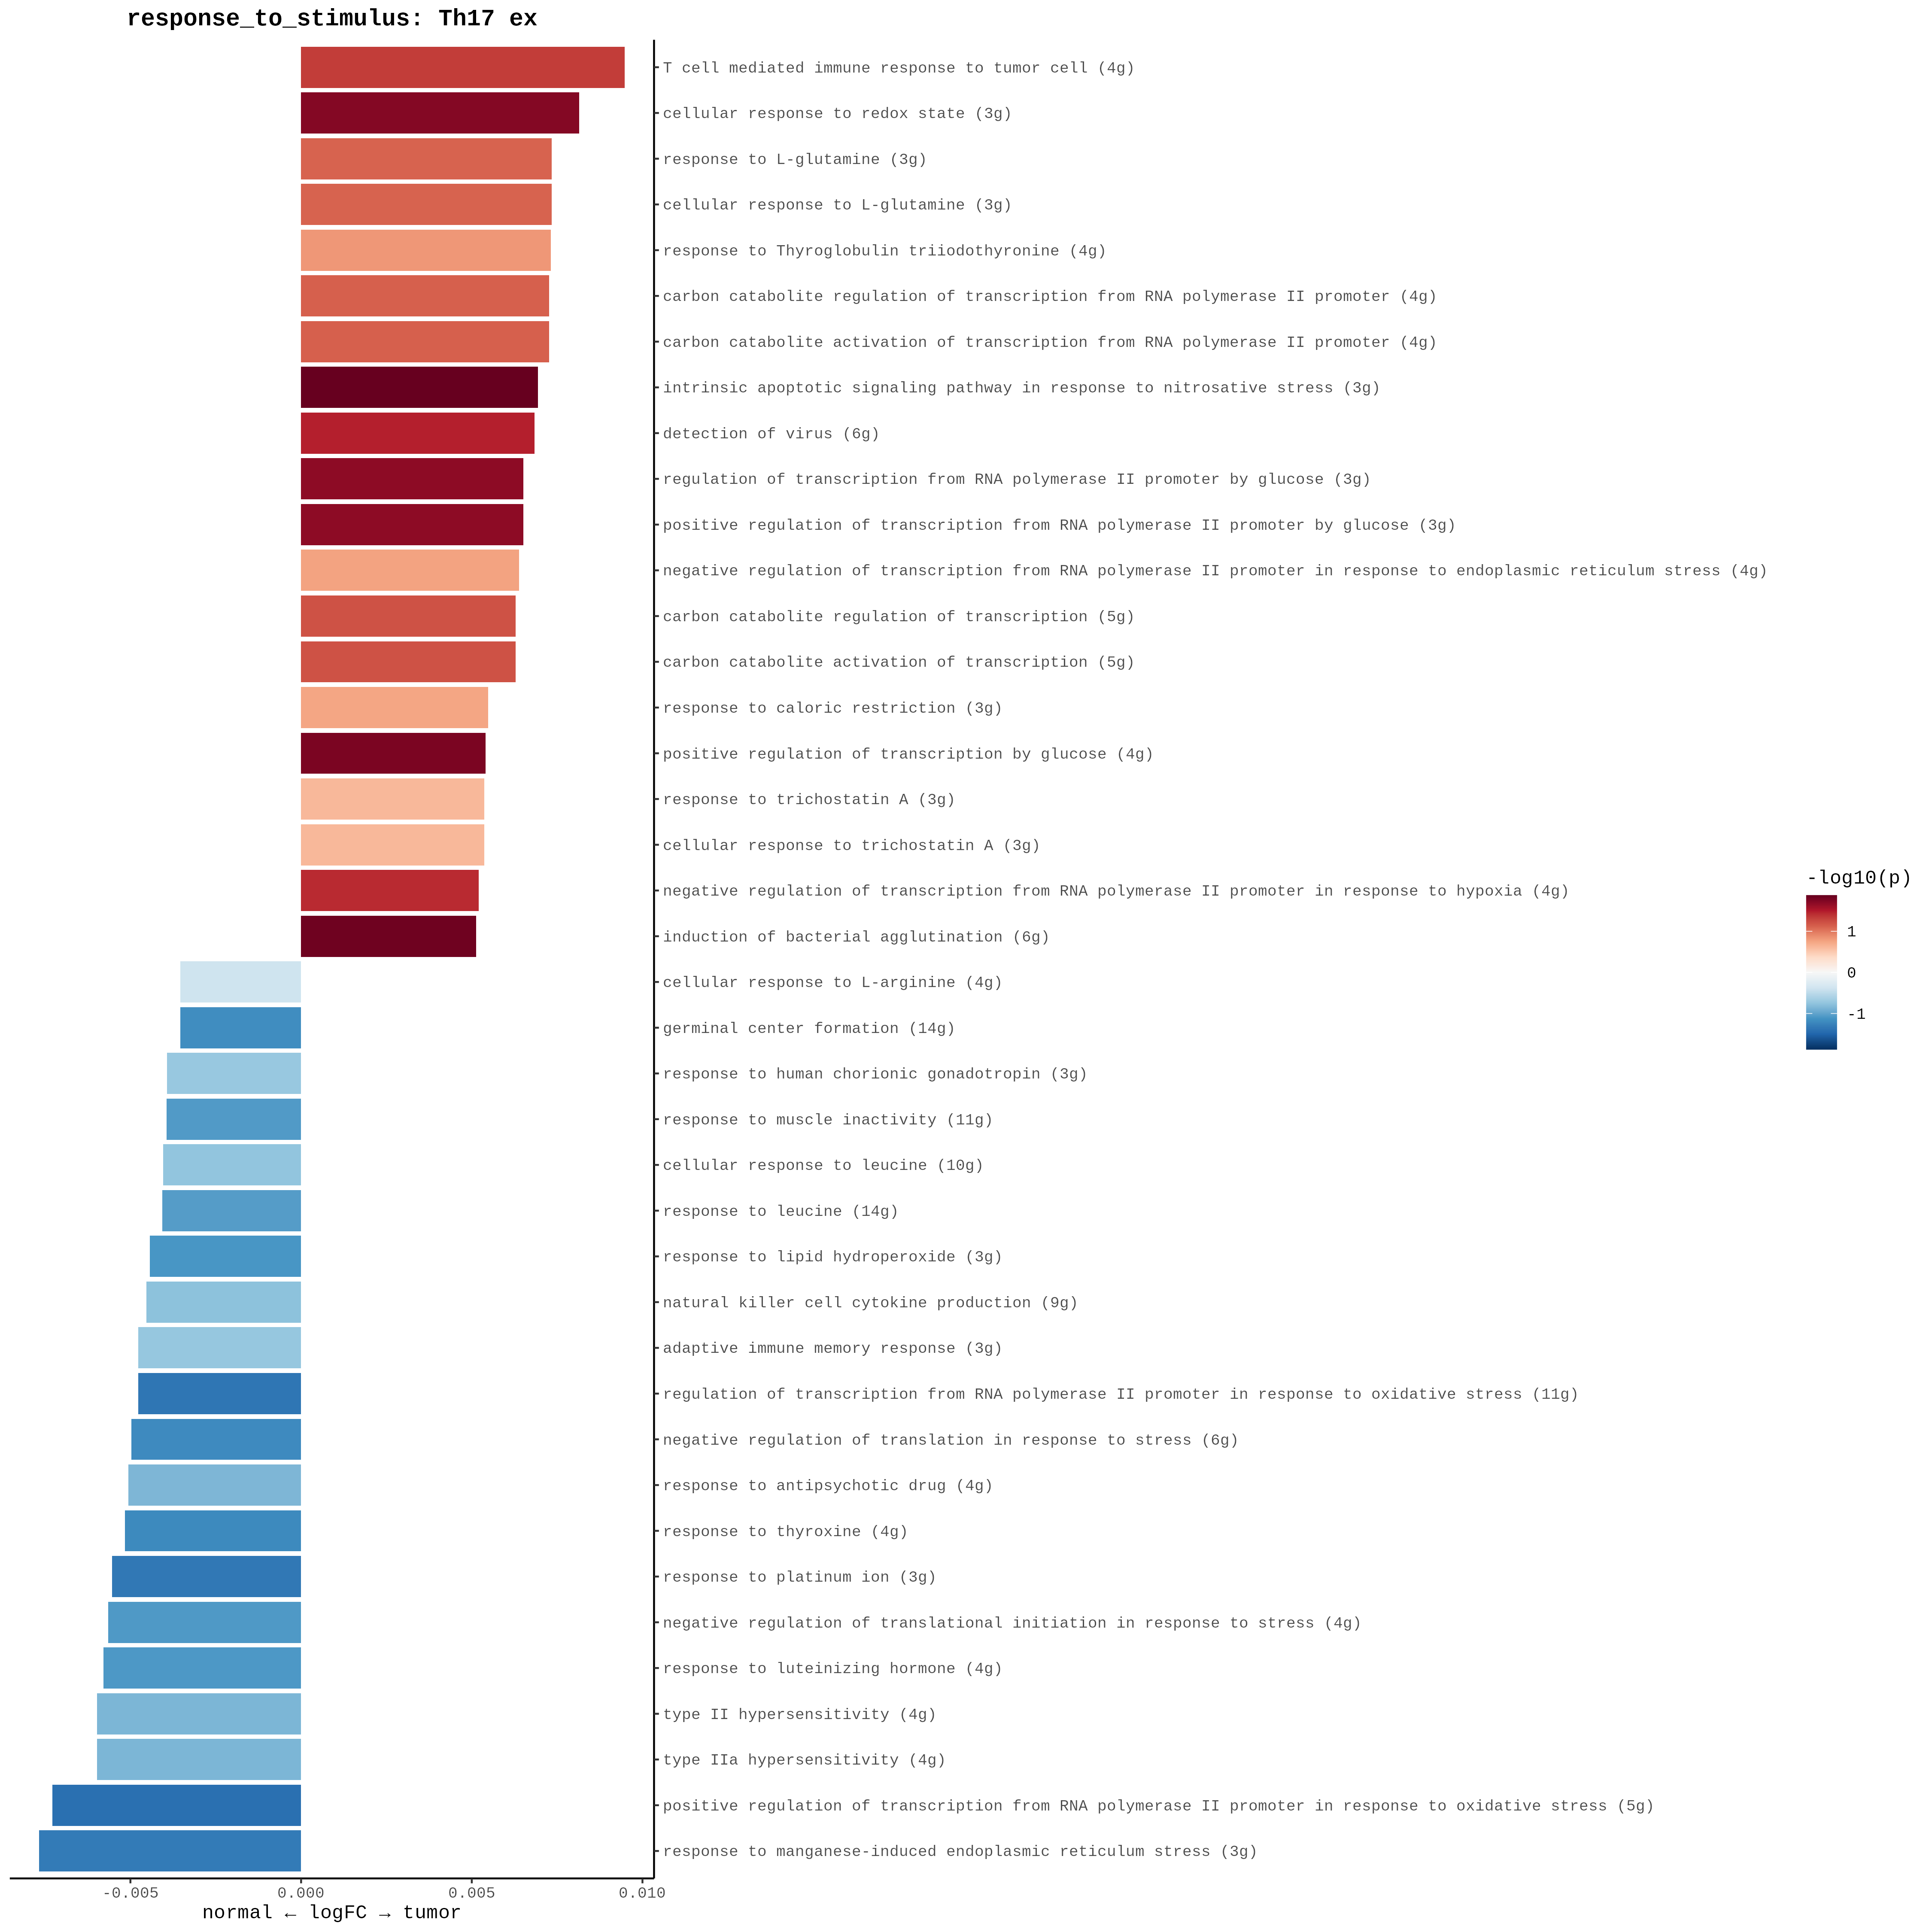 response_to_stimulus: Th17 ex
T cell mediated immune response to tumor cell (4g)
cellular response to redox state (3g)
response to L-glutamine (3g)
cellular response to L-glutamine (3g)
response to Thyroglobulin triiodothyronine (4g)
carbon catabolite regulation of transcription from RNA polymerase II promoter (4g)
carbon catabolite activation of transcription from RNA polymerase II promoter (4g)
intrinsic apoptotic signaling pathway in response to nitrosative stress (3g)
detection of virus (6g)
regulation of transcription from RNA polymerase II promoter by glucose (3g)
positive regulation of transcription from RNA polymerase II promoter by glucose (3g)
negative regulation of transcription from RNA polymerase II promoter in response to endoplasmic reticulum stress (4g)
carbon catabolite regulation of transcription (5g)
carbon catabolite activation of transcription (5g)
response to caloric restriction (3g)
positive regulation of transcription by glucose (4g)
response to trichostatin A (3g)
cellular response to trichostatin A (3g)
negative regulation of transcription from RNA polymerase II promoter in response to hypoxia (4g)
induction of bacterial agglutination (6g)
cellular response to L-arginine (4g)
germinal center formation (14g)
response to human chorionic gonadotropin (3g)
response to muscle inactivity (11g)
cellular response to leucine (10g)
response to leucine (14g)
response to lipid hydroperoxide (3g)
natural killer cell cytokine production (9g)
adaptive immune memory response (3g)
regulation of transcription from RNA polymerase II promoter in response to oxidative stress (11g)
negative regulation of translation in response to stress (6g)
response to antipsychotic drug (4g)
response to thyroxine (4g)
response to platinum ion (3g)
negative regulation of translational initiation in response to stress (4g)
response to luteinizing hormone (4g)
type II hypersensitivity (4g)
type IIa hypersensitivity (4g)
positive regulation of transcription from RNA polymerase II promoter in response to oxidative stress (5g)
response to manganese-induced endoplasmic reticulum stress (3g)
-0.005 0.000 0.005 0.010
normal ← logFC → tumor
-log10(p)
1
0
-1